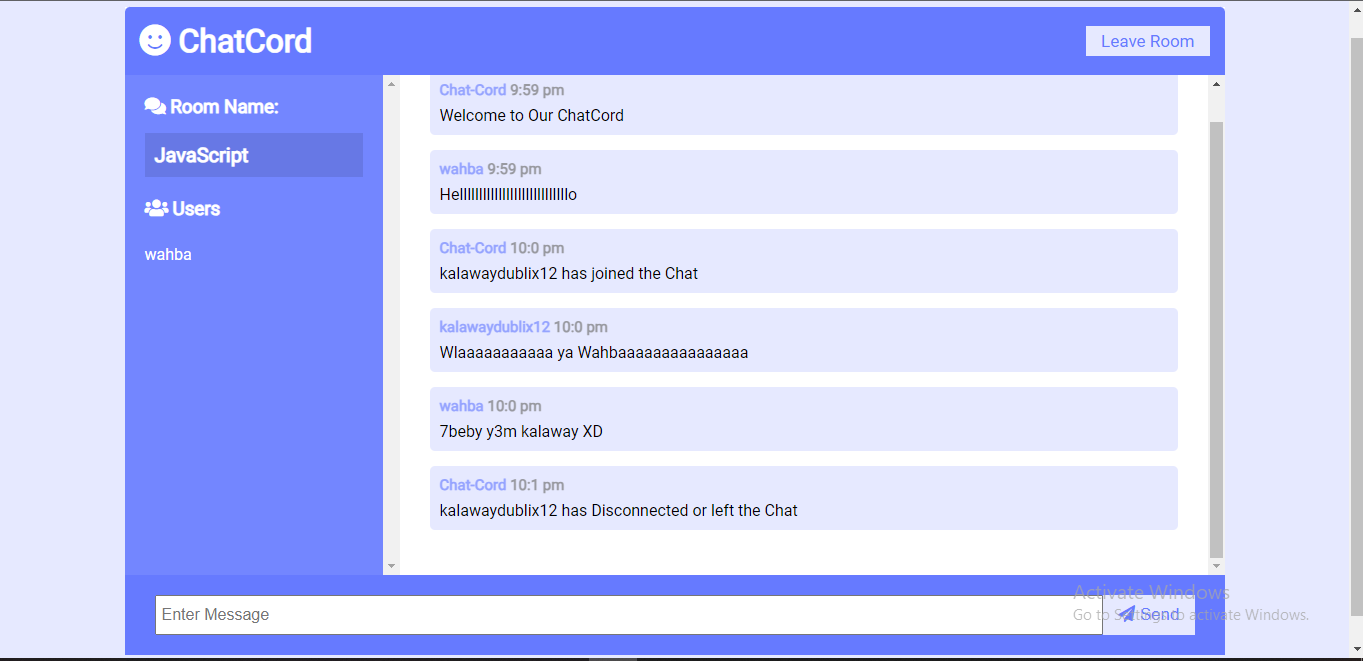 ChatCord
Leave Room
Room Name:
JavaScript
Users
wahba
Chat-Cord 9:59 pm
Welcome to Our ChatCord
wahba 9:59 pm
Helllllllllllllllllllllllllllo
Chat-Cord 10:0 pm
kalawaydublix12 has joined the Chat
kalawaydublix12 10:0 pm
Wlaaaaaaaaaaa ya Wahbaaaaaaaaaaaaaaa
wahba 10:0 pm
7beby y3m kalaway XD
Chat-Cord 10:1 pm
kalawaydublix12 has Disconnected or left the Chat
Enter Message
Send
Activate Windows
Go to Settings to activate Windows.